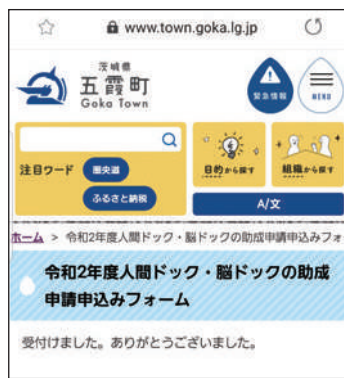 www.town.goka.lg.jp
茨城県
五霞町
Goka Town
緊急情報
MENU
注目ワード
圏央道
ふるさと納税
目的から探す
組織から探す
A/文
ホーム > 令和2年度人間ドック・脳ドックの助成申請申込みフォ
令和2年度人間ドック・脳ドックの助成
申請申込みフォーム
受付けました。ありがとうございました。